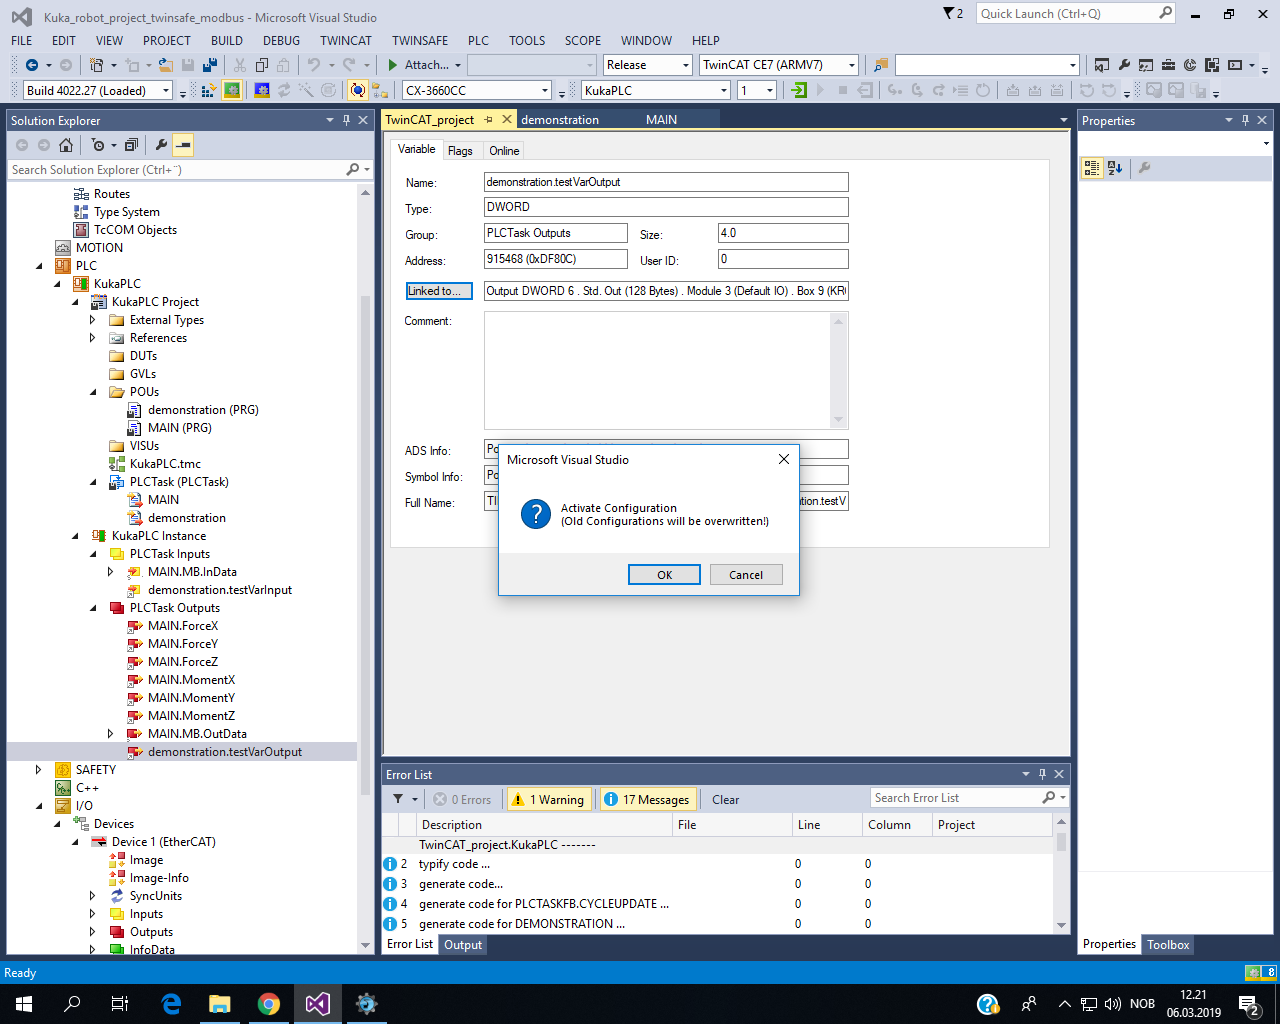 Kuka_robot_project_twinsafe_modbus - Microsoft Visual Studio
2
Quick Launch (Ctrl+Q)
FILE EDIT VIEW PROJECT BUILD DEBUG TWINCAT TWINSAFE PLC TOOLS SCOPE WINDOW HELP
Attach...
Release
TwinCAT CE7 (ARMV7)
Build 4022.27 (Loaded)
CX-3660CC
KukaPLC
1
Solution Explorer
Search Solution Explorer (Ctrl+¨)
Routes
Type System
TcCOM Objects
MOTION
PLC
KukaPLC
KukaPLC Project
External Types
References
DUTs
GVLs
POUs
demonstration (PRG)
MAIN (PRG)
VISUs
KukaPLC.tmc
PLCTask (PLCTask)
MAIN
demonstration
KukaPLC Instance
PLCTask Inputs
MAIN.MB.InData
demonstration.testVarInput
PLCTask Outputs
MAIN.ForceX
MAIN.ForceY
MAIN.ForceZ
MAIN.MomentX
MAIN.MomentY
MAIN.MomentZ
MAIN.MB.OutData
demonstration.testVarOutput
SAFETY
C++
I/O
Devices
Device 1 (EtherCAT)
Image
Image-Info
SyncUnits
Inputs
Outputs
InfoData
TwinCAT_project demonstration MAIN
Variable Flags Online
Name: demonstration.testVarOutput
Type: DWORD
Group: PLCTask Outputs Size: 4.0
Address: 915468 (0xDF80C) User ID: 0
Linked to... Output DWORD 6 . Std. Out (128 Bytes) . Module 3 (Default IO) . Box 9 (KR
Comment:
ADS Info: Po
Symbol Info: Po
Full Name: TI ation.testV
Microsoft Visual Studio
Activate Configuration
(Old Configurations will be overwritten!)
OK Cancel
Error List
0 Errors 1 Warning 17 Messages Clear
Search Error List
Description File Line Column Project
TwinCAT_project.KukaPLC -------
2 typify code ... 0 0
3 generate code... 0 0
4 generate code for PLCTASKFB.CYCLEUPDATE ... 0 0
5 generate code for DEMONSTRATION ... 0 0
Error List Output
Properties
Properties Toolbox
Ready
8
NOB
12.21
06.03.2019
2